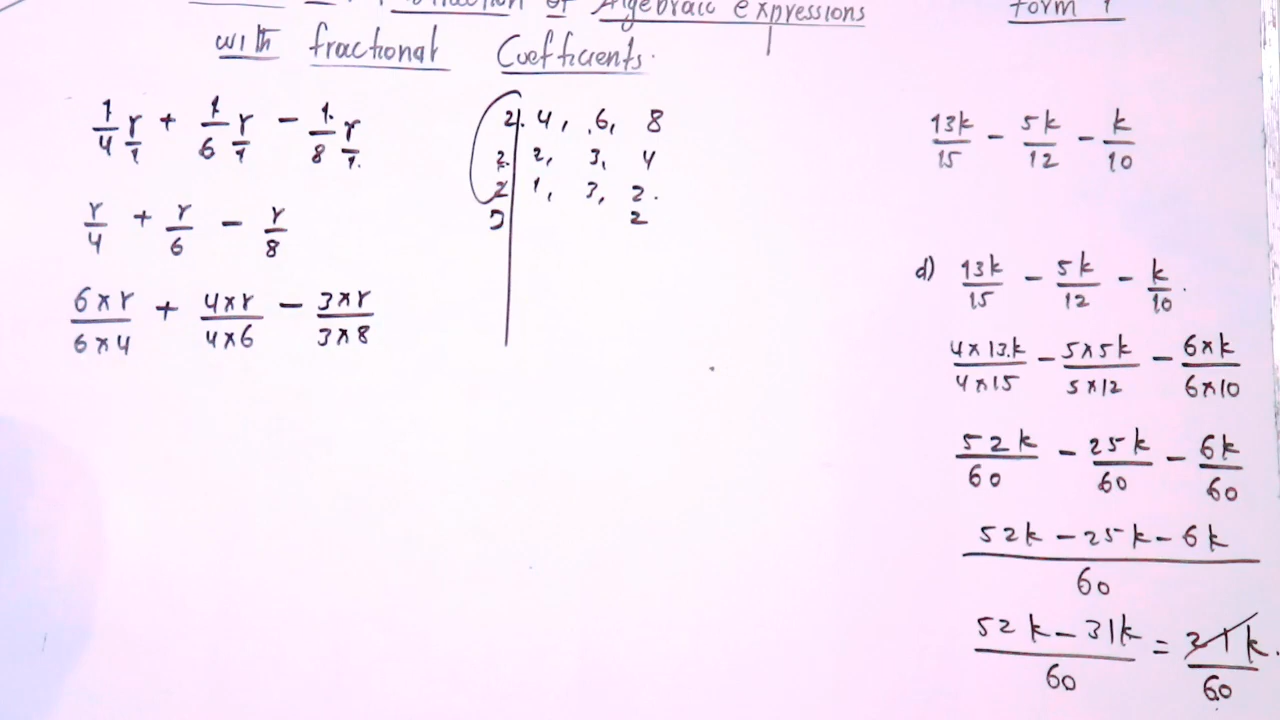 of Algebraic expressions
form 1
with fractional Coefficients.
1/4 r/1 + 1/6 r/1 - 1/8 r/1.
r/4 + r/6 - r/8
6×r/6×4 + 4×r/4×6 - 3×r/3×8
2 4, 6, 8
2 2, 3, 4
2 1, 3, 2.
2
13k/15 - 5k/12 - k/10
d) 13k/15 - 5k/12 - k/10.
4×13k/4×15 - 5×5k/5×12 - 6×k/6×10
52k/60 - 25k/60 - 6k/60
52k - 25k - 6k/60
52k - 31k/60 = 21k/60.